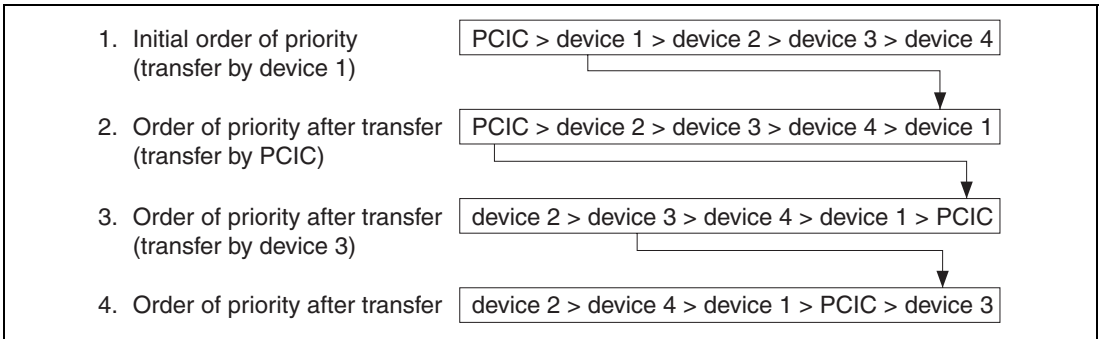 1. Initial order of priority
(transfer by device 1)
PCIC > device 1 > device 2 > device 3 > device 4
2. Order of priority after transfer
(transfer by PCIC)
PCIC > device 2 > device 3 > device 4 > device 1
3. Order of priority after transfer
(transfer by device 3)
device 2 > device 3 > device 4 > device 1 > PCIC
4. Order of priority after transfer
device 2 > device 4 > device 1 > PCIC > device 3